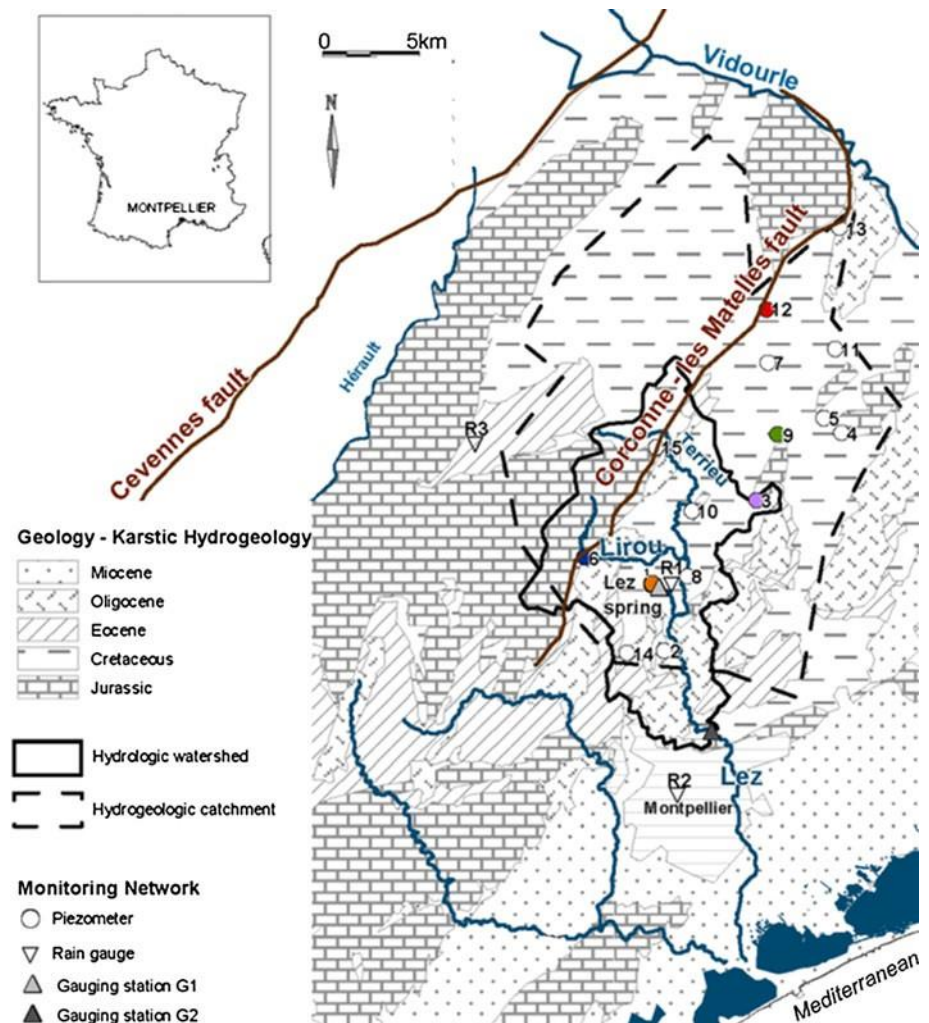 0 5km
N
MONTPELLIER
Vidourle
Cevennes fault
Hérault
Corconne - les Matelles fault
13
12
11
7
5
4
9
R3
15
Terrieu
3
10
Lirou
6
1
R1
8
Lez
spring
14
2
Lez
R2
Montpellier
Mediterranean
Geology - Karstic Hydrogeology
Miocene
Oligocene
Eocene
Cretaceous
Jurassic
Hydrologic watershed
Hydrogeologic catchment
Monitoring Network
Piezometer
Rain gauge
Gauging station G1
Gauging station G2